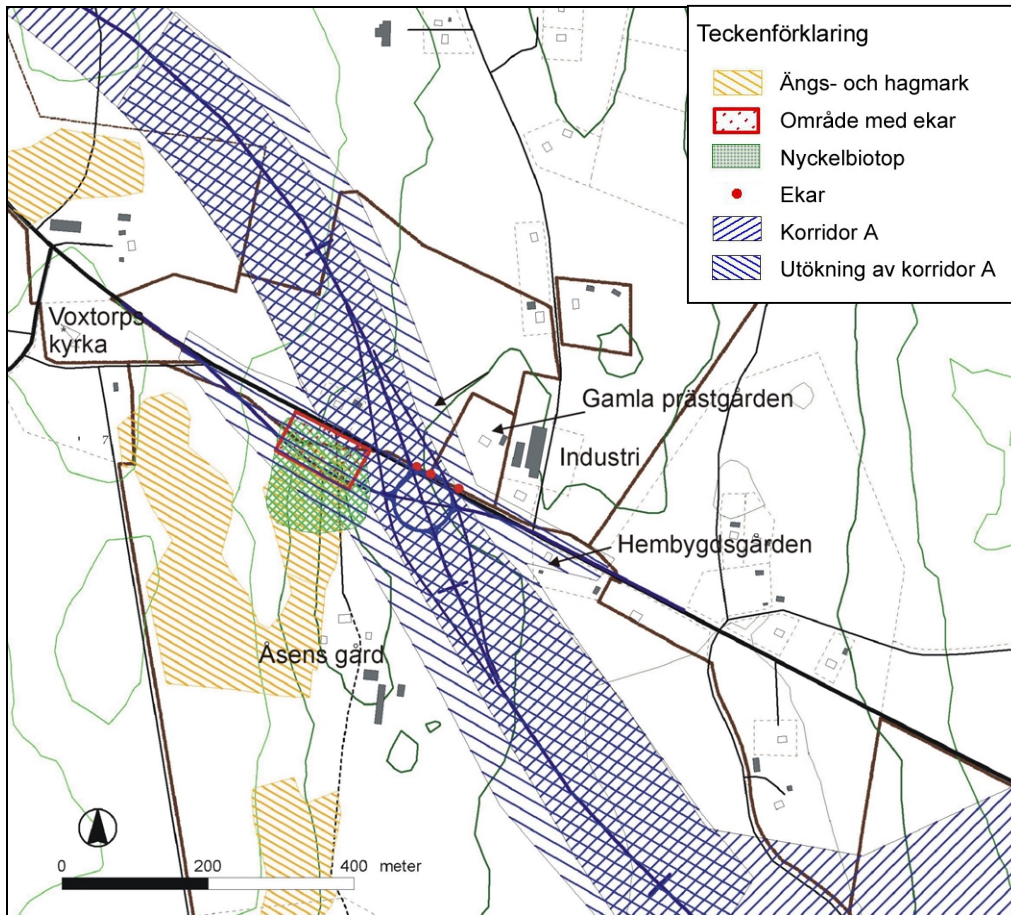 Teckenförklaring
Ängs- och hagmark
Område med ekar
Nyckelbiotop
Ekar
Korridor A
Utökning av korridor A
Voxtorps
kyrka
Gamla prästgården
Industri
Hembygdsgården
Åsens gård
0 200 400 meter